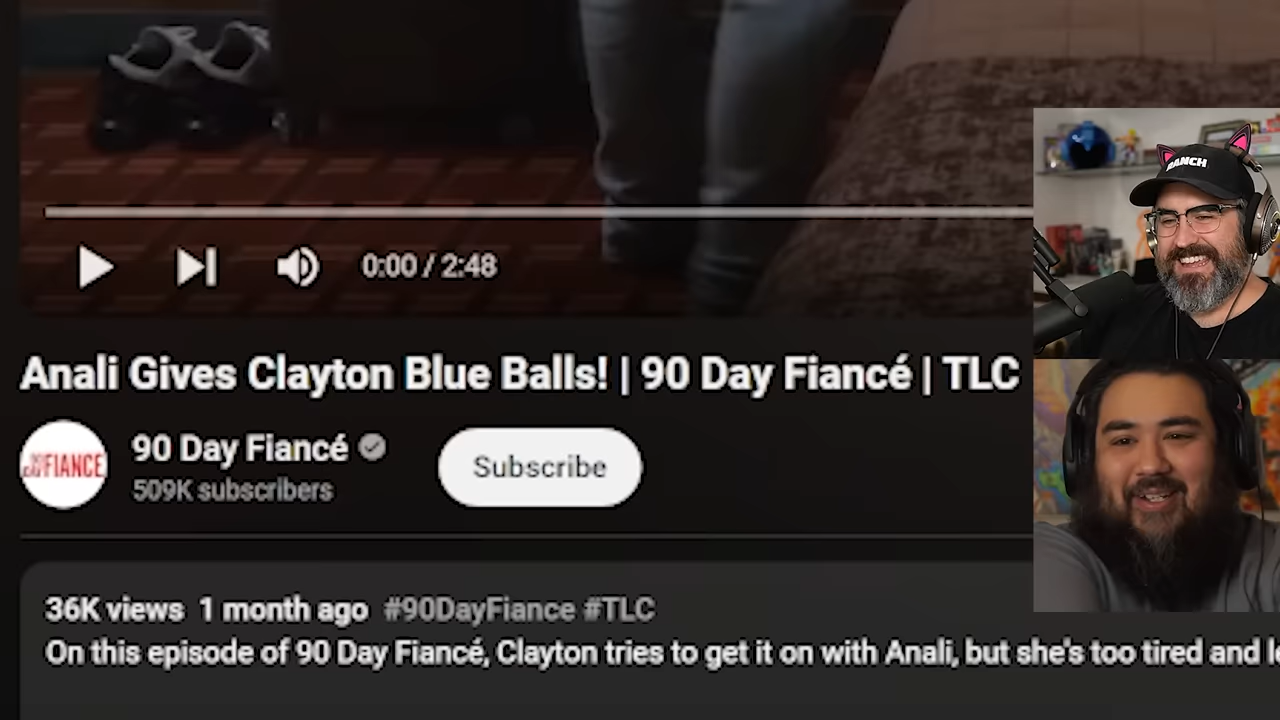 RANCH
0:00 / 2:48
Anali Gives Clayton Blue Balls! | 90 Day Fiancé | TLC
FIANCE
90 Day Fiancé
509K subscribers
Subscribe
36K views 1 month ago #90DayFiance #TLC
On this episode of 90 Day Fiancé, Clayton tries to get it on with Anali, but she's too tired and